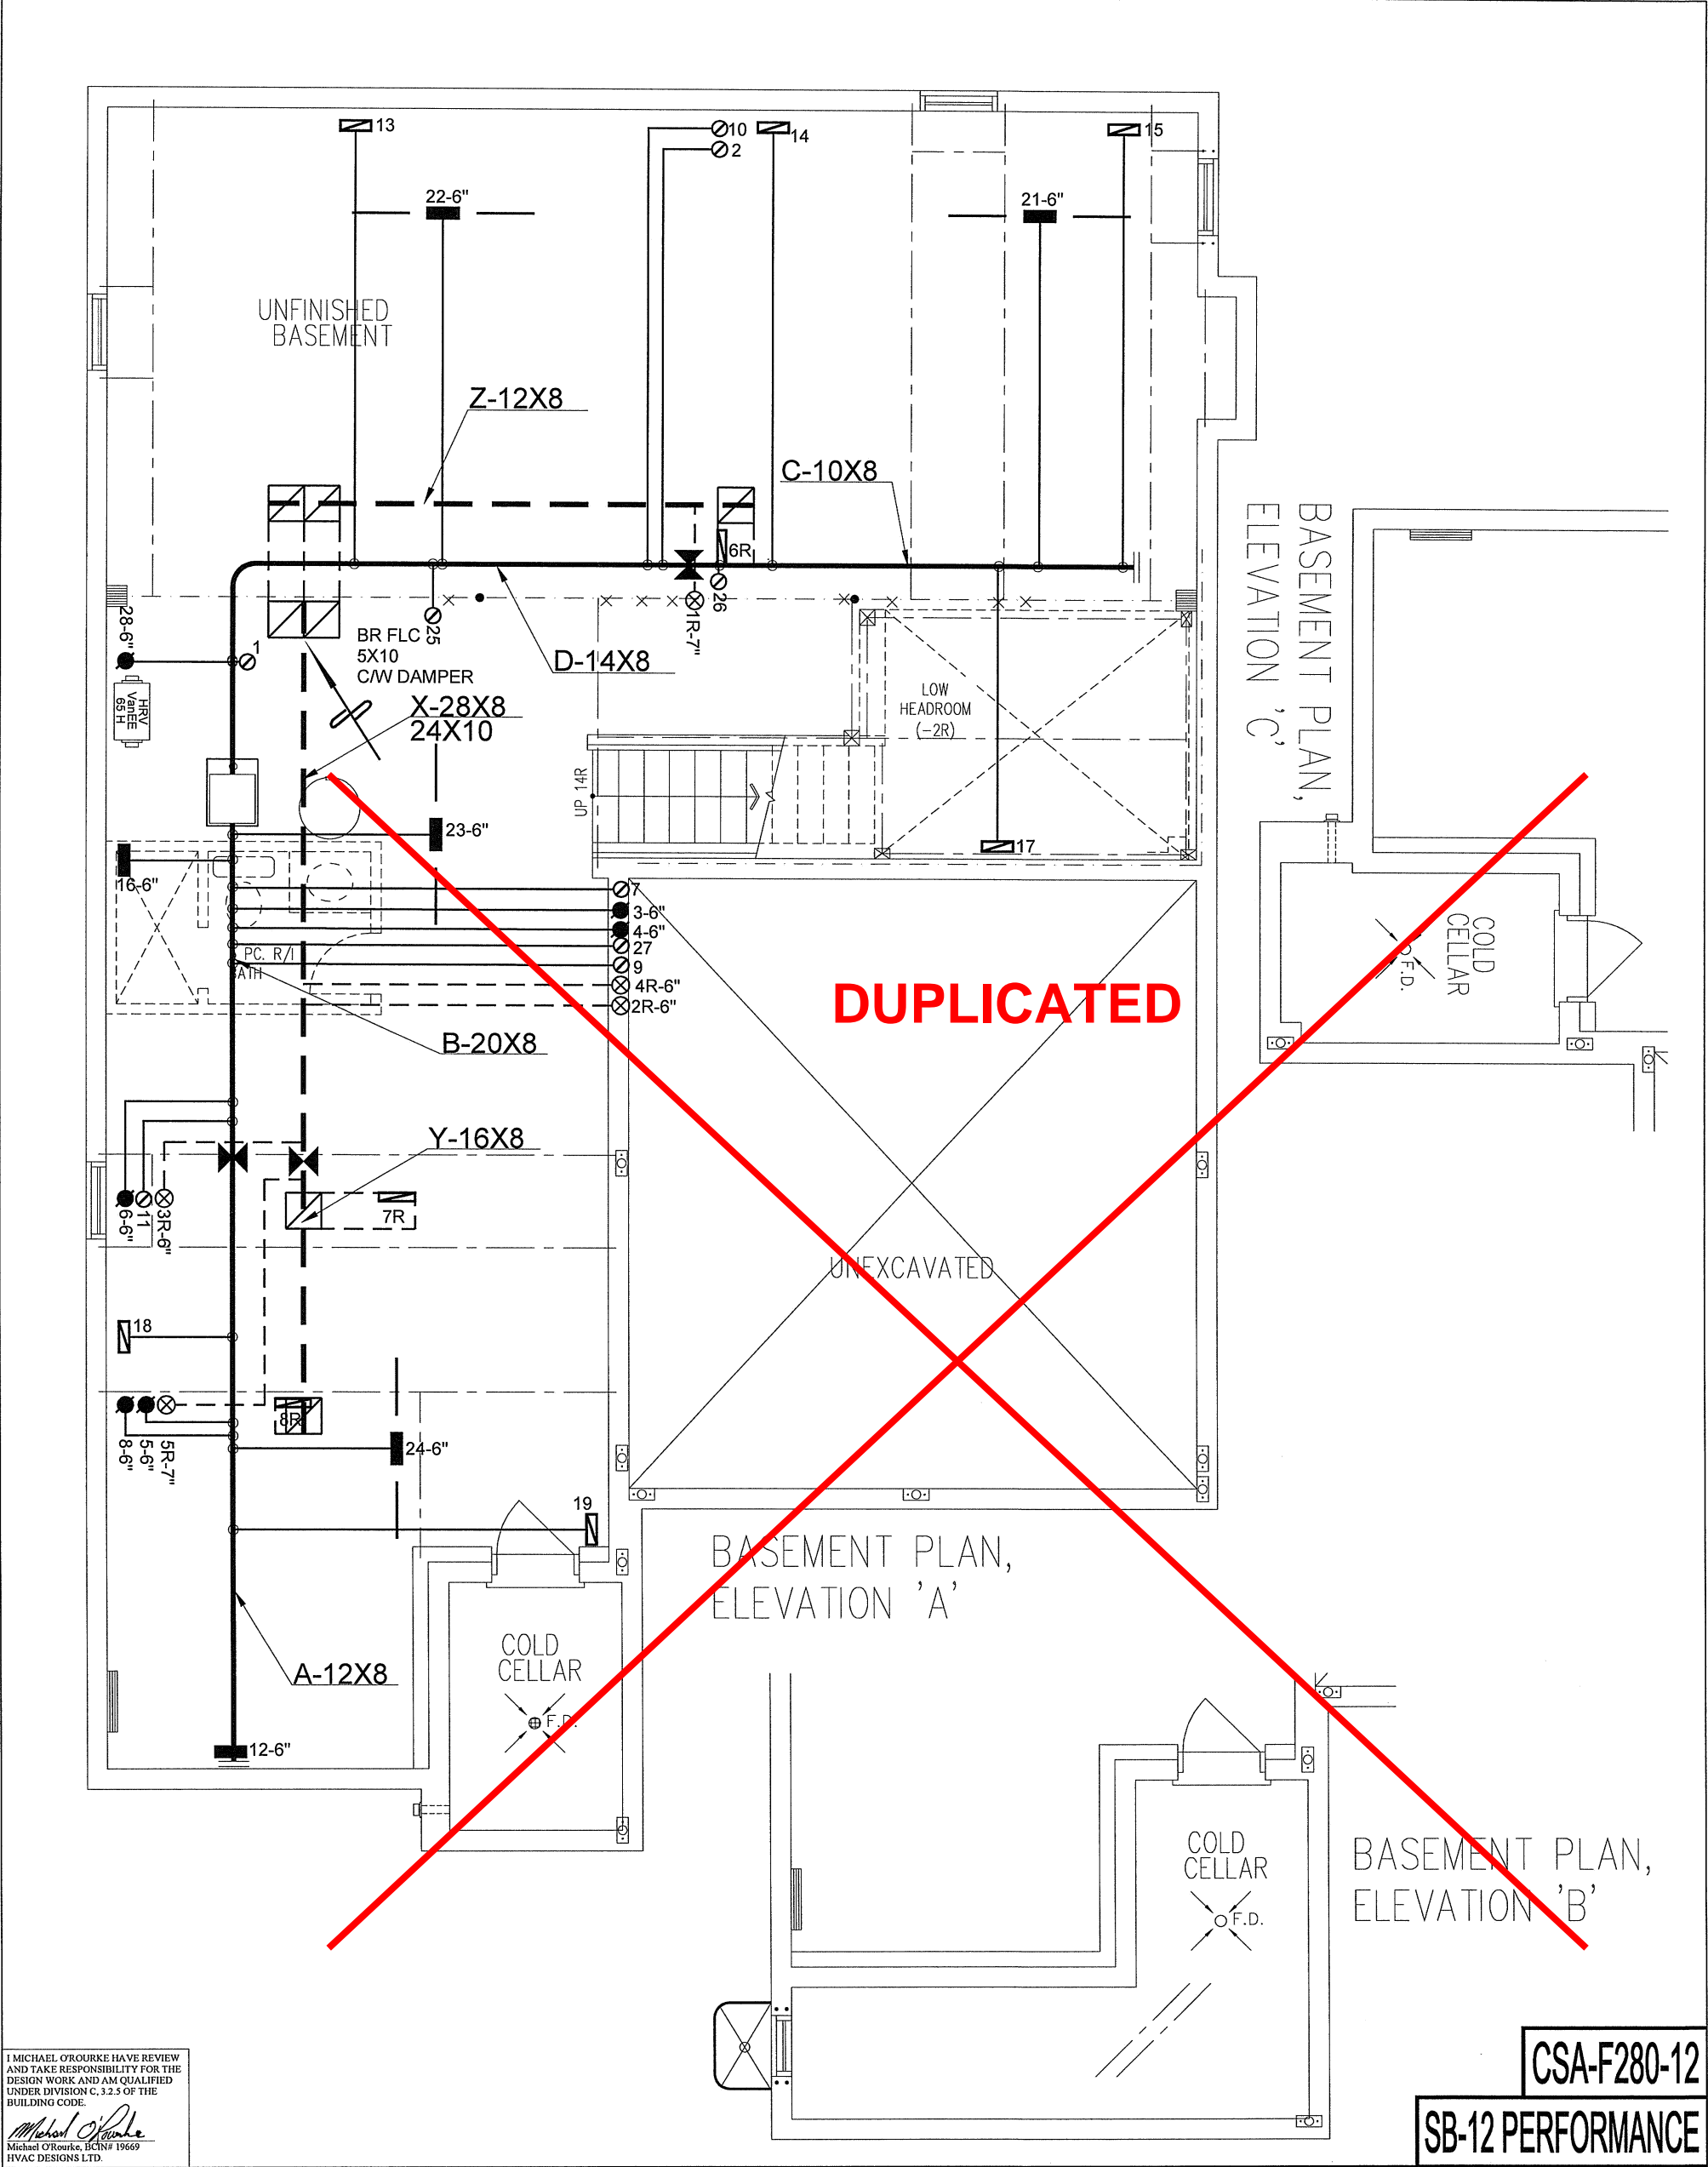 13
10
2
14
15
22-6"
21-6"
UNFINISHED
BASEMENT
Z-12X8
C-10X8
6R
26
1R-7"
25
BR FLC
5X10
C/W DAMPER
D-14X8
28-6"
1
HRV
VanEE
65 H
X-28X8
24X10
LOW
HEADROOM
(-2R)
UP 14R
17
BASEMENT PLAN,
ELEVATION 'C'
23-6"
16-6"
7
3-6"
4-6"
27
9
4R-6"
2R-6"
PC. R/I
BATH
B-20X8
DUPLICATED
COLD
CELLAR
F.D.
Y-16X8
7R
6-6"
11
3R-6"
UNEXCAVATED
18
8R
8-6"
5-6"
5R-7"
24-6"
19
BASEMENT PLAN,
ELEVATION 'A'
A-12X8
COLD
CELLAR
F.D.
12-6"
COLD
CELLAR
F.D.
BASEMENT PLAN,
ELEVATION 'B'
I MICHAEL O'ROURKE HAVE REVIEW
AND TAKE RESPONSIBILITY FOR THE
DESIGN WORK AND AM QUALIFIED
UNDER DIVISION C, 3.2.5 OF THE
BUILDING CODE.
Michael O'Rourke
Michael O'Rourke, BCIN# 19669
HVAC DESIGNS LTD.
CSA-F280-12
SB-12 PERFORMANCE